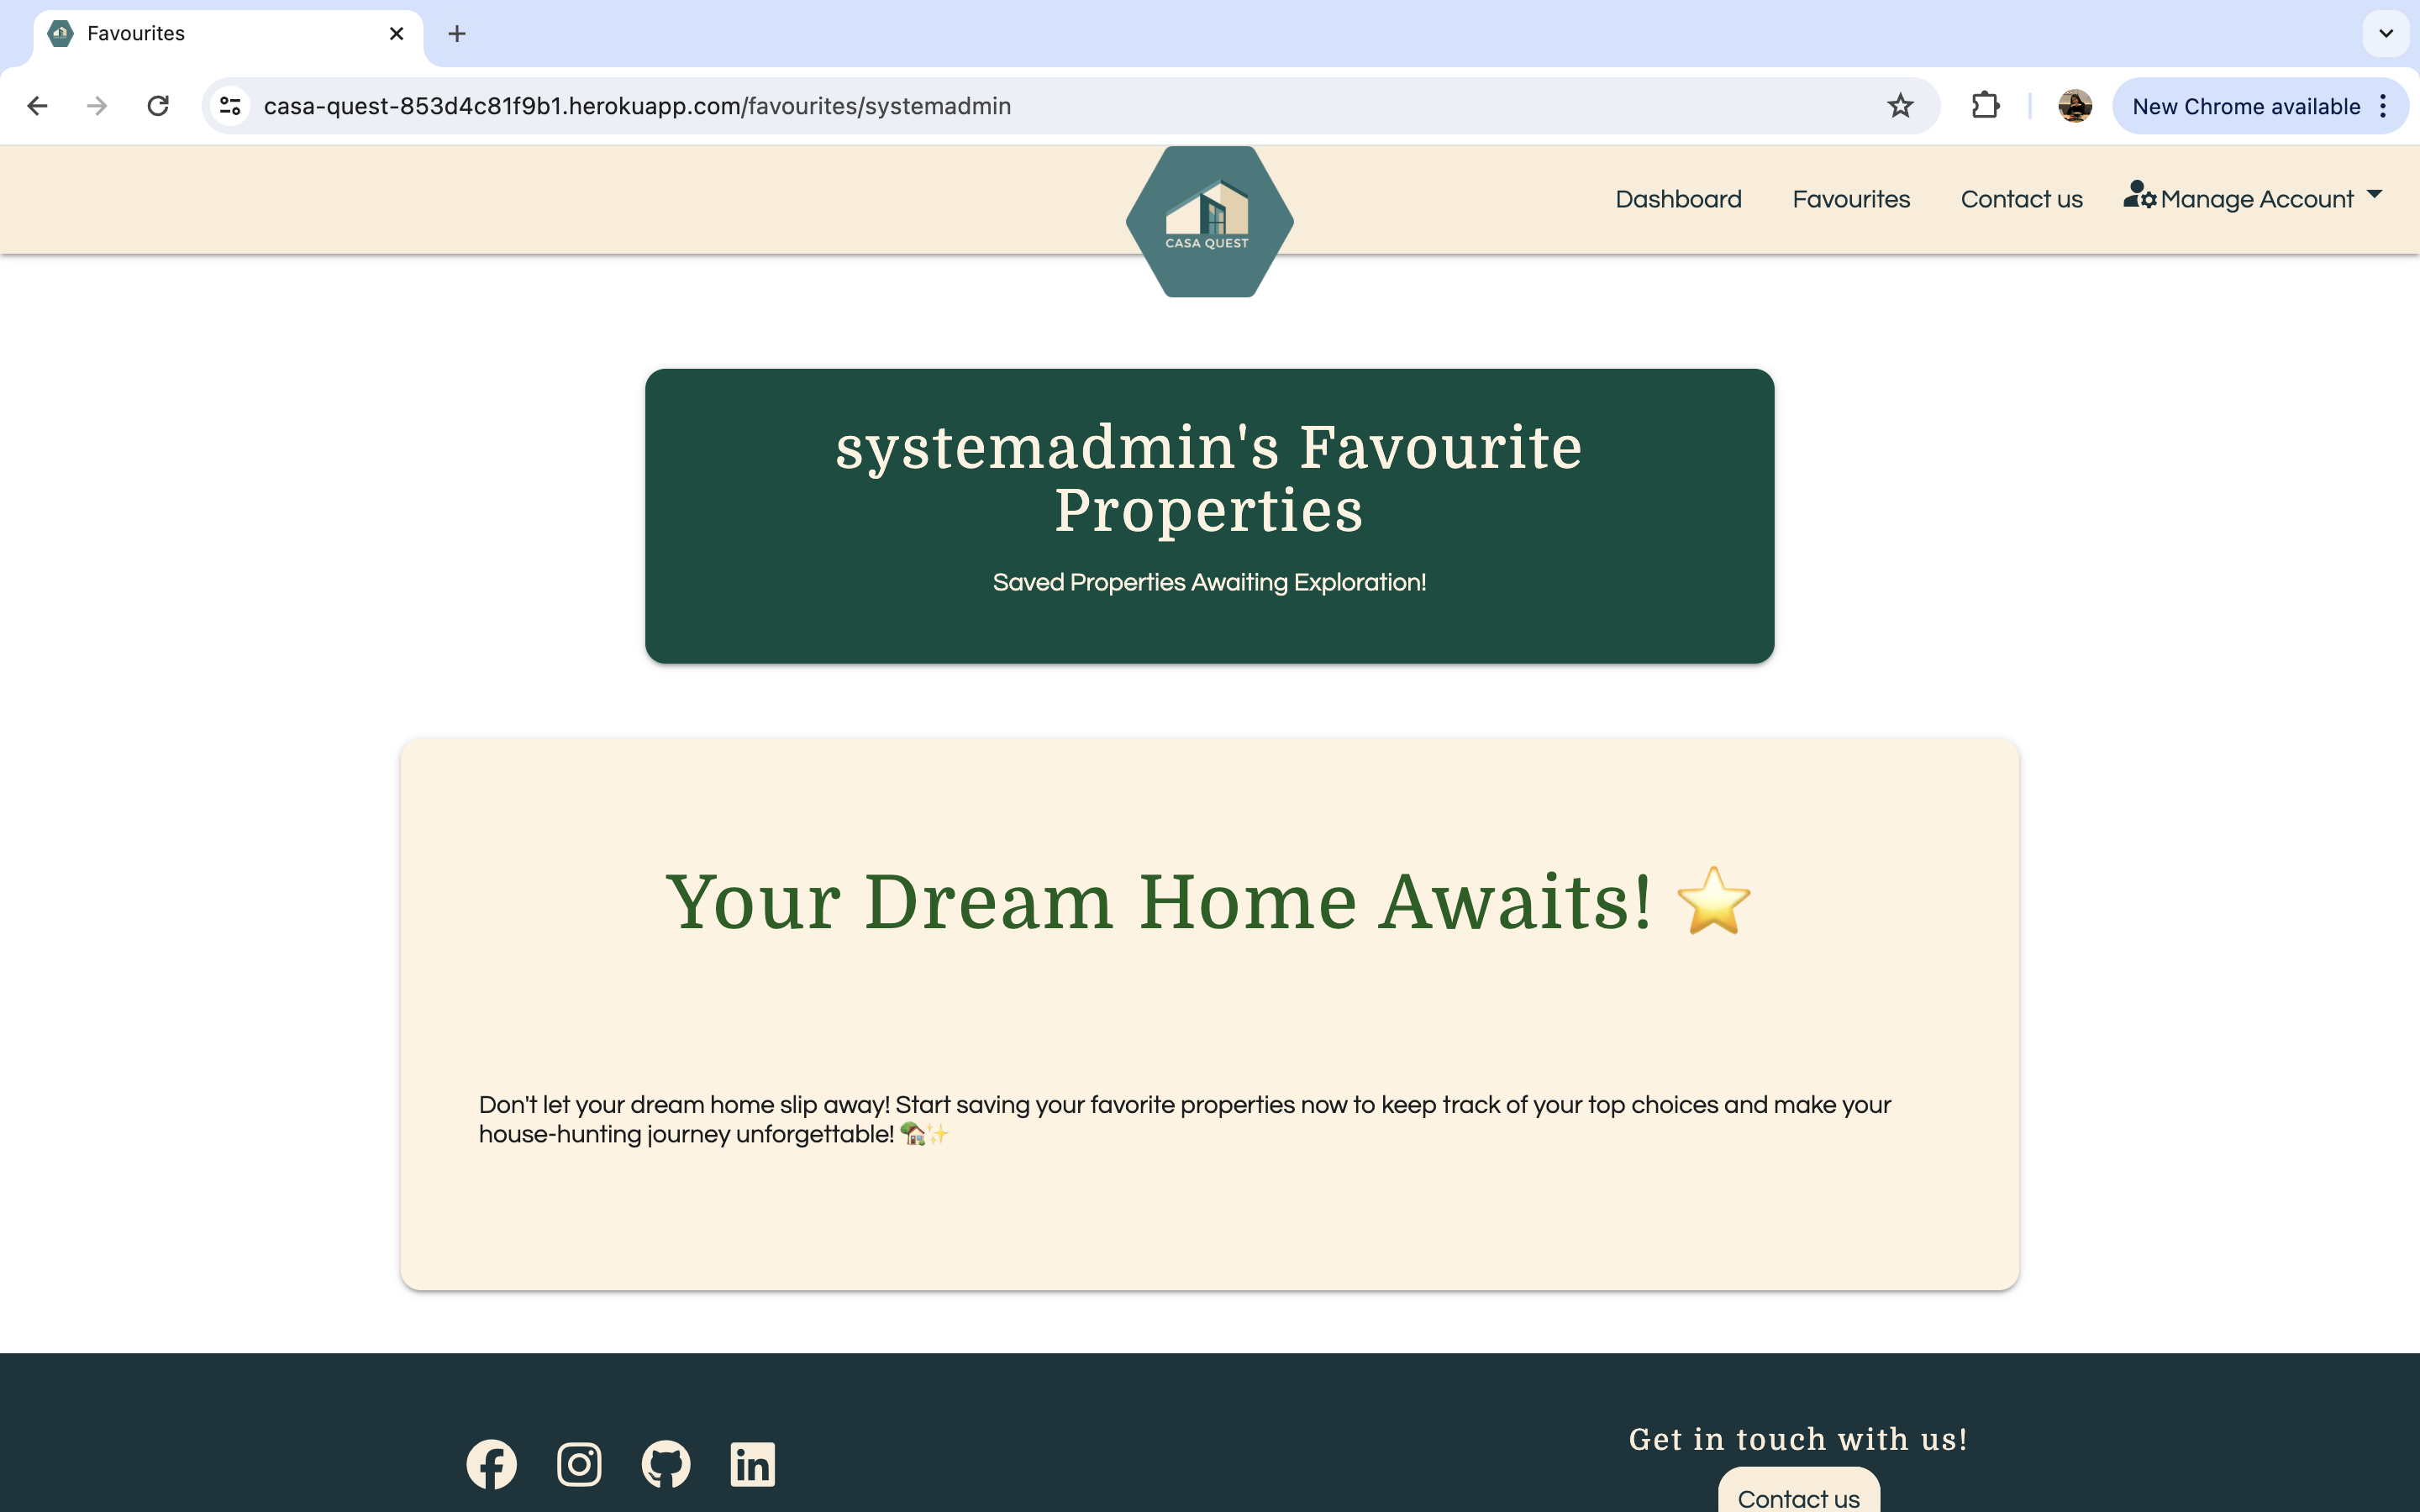 Favourites
casa-quest-853d4c81f9b1.herokuapp.com/favourites/systemadmin
New Chrome available
CASA QUEST
Dashboard Favourites Contact us Manage Account
systemadmin's Favourite
Properties
Saved Properties Awaiting Exploration!
Your Dream Home Awaits! ⭐
Don't let your dream home slip away! Start saving your favorite properties now to keep track of your top choices and make your
house-hunting journey unforgettable! 🏡✨
Get in touch with us!
Contact us